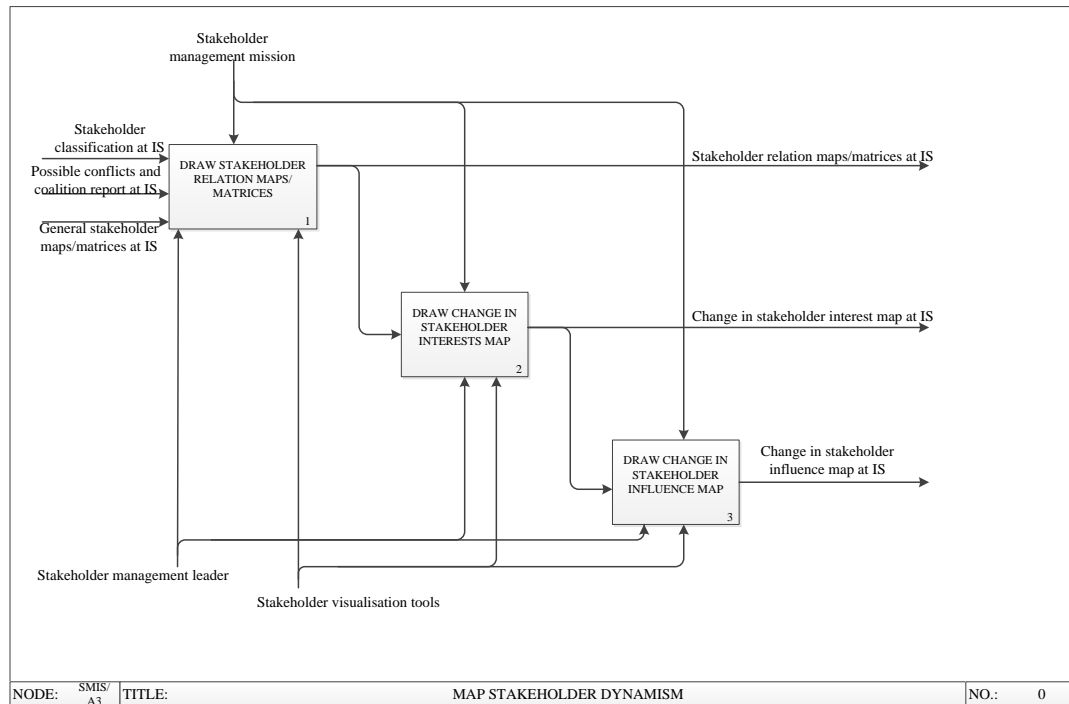 Stakeholder
management mission
Stakeholder
classification at IS
Possible conflicts and
coalition report at IS
General stakeholder
maps/matrices at IS
DRAW STAKEHOLDER
RELATION MAPS/
MATRICES
1
Stakeholder relation maps/matrices at IS
DRAW CHANGE IN
STAKEHOLDER
INTERESTS MAP
2
Change in stakeholder interest map at IS
DRAW CHANGE IN
STAKEHOLDER
INFLUENCE MAP
3
Change in stakeholder
influence map at IS
Stakeholder management leader
Stakeholder visualisation tools
NODE:
SMIS/
A3
TITLE:
MAP STAKEHOLDER DYNAMISM
NO.:
0